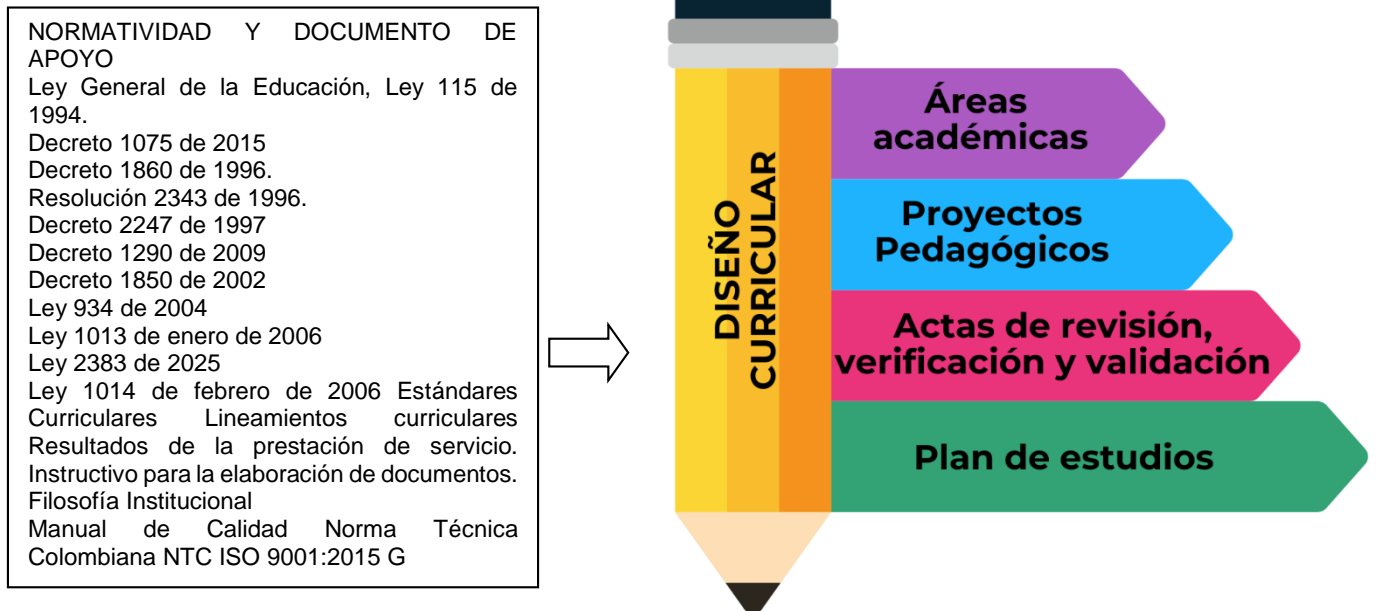 NORMATIVIDAD Y DOCUMENTO DE
APOYO
Ley General de la Educación, Ley 115 de
1994.
Decreto 1075 de 2015
Decreto 1860 de 1996.
Resolución 2343 de 1996.
Decreto 2247 de 1997
Decreto 1290 de 2009
Decreto 1850 de 2002
Ley 934 de 2004
Ley 1013 de enero de 2006
Ley 2383 de 2025
Ley 1014 de febrero de 2006 Estándares
Curriculares Lineamientos curriculares
Resultados de la prestación de servicio.
Instructivo para la elaboración de documentos.
Filosofía Institucional
Manual de Calidad Norma Técnica
Colombiana NTC ISO 9001:2015 G
DISEÑO
CURRICULAR
Áreas
académicas
Proyectos
Pedagógicos
Actas de revisión,
verificación y validación
Plan de estudios